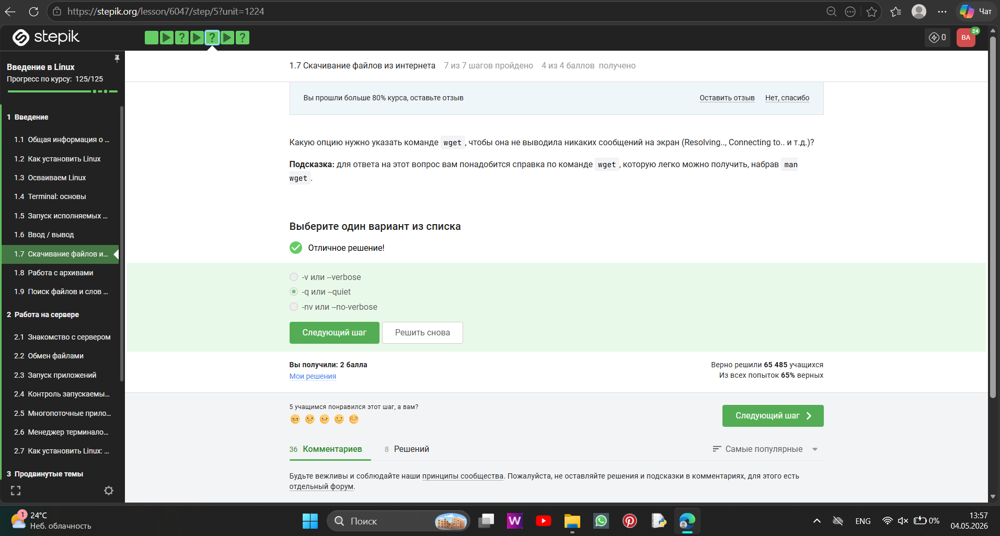 https://stepik.org/lesson/6047/step/5?unit=1224
Чат
stepik
0
ВА
24
Введение в Linux
Прогресс по курсу: 125/125
1 Введение
1.1 Общая информация о ...
1.2 Как установить Linux
1.3 Осваиваем Linux
1.4 Terminal: основы
1.5 Запуск исполняемых ...
1.6 Ввод / вывод
1.7 Скачивание файлов и...
1.8 Работа с архивами
1.9 Поиск файлов и слов ...
2 Работа на сервере
2.1 Знакомство с сервером
2.2 Обмен файлами
2.3 Запуск приложений
2.4 Контроль запускаемы...
2.5 Многопоточные прило...
2.6 Менеджер терминало...
2.7 Как установить Linux: ...
3 Продвинутые темы
1.7 Скачивание файлов из интернета 7 из 7 шагов пройдено 4 из 4 баллов получено
Вы прошли больше 80% курса, оставьте отзыв Оставить отзыв Нет, спасибо
Какую опцию нужно указать команде wget, чтобы она не выводила никаких сообщений на экран (Resolving.., Connecting to.. и т.д.)?
Подсказка: для ответа на этот вопрос вам понадобится справка по команде wget, которую легко можно получить, набрав man
wget.
Выберите один вариант из списка
Отличное решение!
-v или --verbose
-q или --quiet
-nv или --no-verbose
Следующий шаг Решить снова
Вы получили: 2 балла
Мои решения
Верно решили 65 485 учащихся
Из всех попыток 65% верных
5 учащимся понравился этот шаг, а вам?
Следующий шаг
36 Комментариев 8 Решений Самые популярные
Будьте вежливы и соблюдайте наши принципы сообщества. Пожалуйста, не оставляйте решения и подсказки в комментариях, для этого есть
отдельный форум.
1
24°C
Неб. облачность
Поиск
W
ENG
0%
13:57
04.05.2026